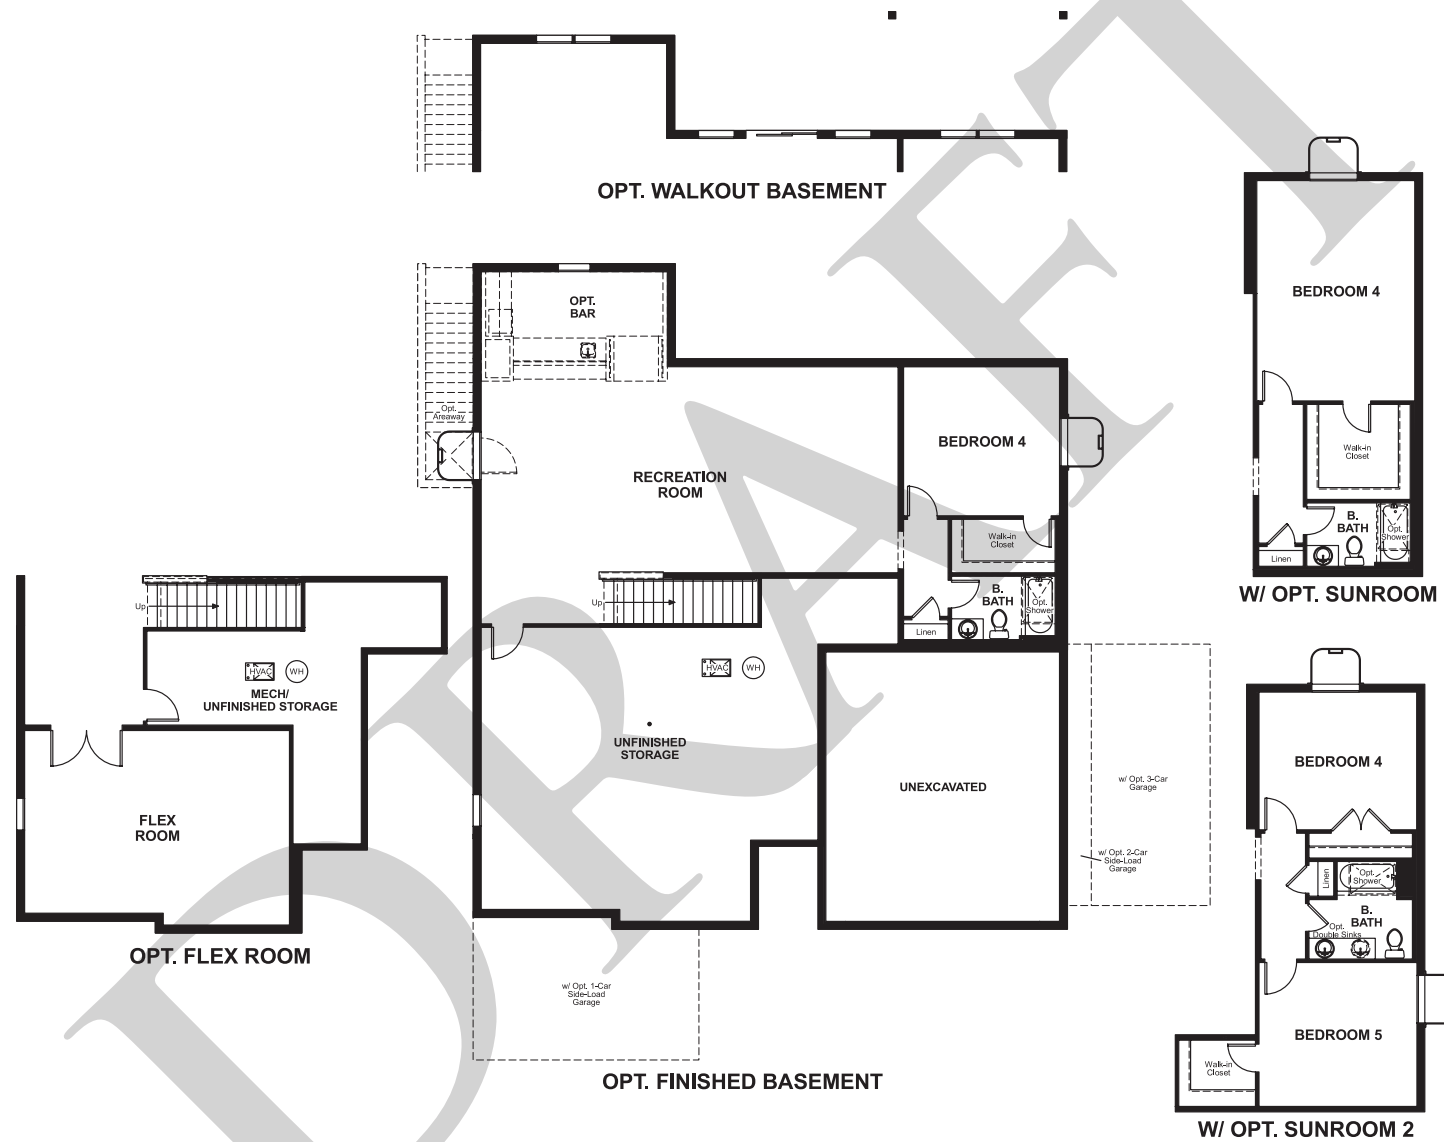 OPT. WALKOUT BASEMENT
OPT.
BAR
Opt.
Areaway
RECREATION
ROOM
BEDROOM 4
Walk-in
Closet
B.
BATH
Opt.
Shower
Linen
Up
HVAC
WH
UNFINISHED
STORAGE
UNEXCAVATED
w/ Opt. 3-Car
Garage
w/ Opt. 2-Car
Side-Load
Garage
w/ Opt. 1-Car
Side-Load
Garage
OPT. FINISHED BASEMENT
Up
HVAC
WH
MECH/
UNFINISHED STORAGE
FLEX
ROOM
OPT. FLEX ROOM
BEDROOM 4
Walk-in
Closet
B.
BATH
Opt.
Shower
Linen
W/ OPT. SUNROOM
BEDROOM 4
Linen
Opt.
Shower
B.
BATH
Opt.
Double Sinks
BEDROOM 5
Walk-in
Closet
W/ OPT. SUNROOM 2
DRAFT